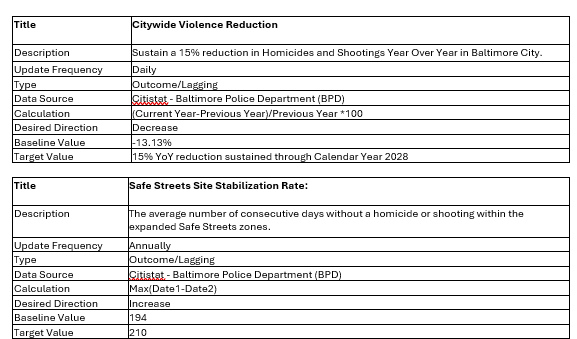 Title Citywide Violence Reduction
Description Sustain a 15% reduction in Homicides and Shootings Year Over Year in Baltimore City.
Update Frequency Daily
Type Outcome/Lagging
Data Source Citistat - Baltimore Police Department (BPD)
Calculation (Current Year-Previous Year)/Previous Year *100
Desired Direction Decrease
Baseline Value -13.13%
Target Value 15% YoY reduction sustained through Calendar Year 2028
Title Safe Streets Site Stabilization Rate:
Description The average number of consecutive days without a homicide or shooting within the
expanded Safe Streets zones.
Update Frequency Annually
Type Outcome/Lagging
Data Source Citistat - Baltimore Police Department (BPD)
Calculation Max(Date1-Date2)
Desired Direction Increase
Baseline Value 194
Target Value 210